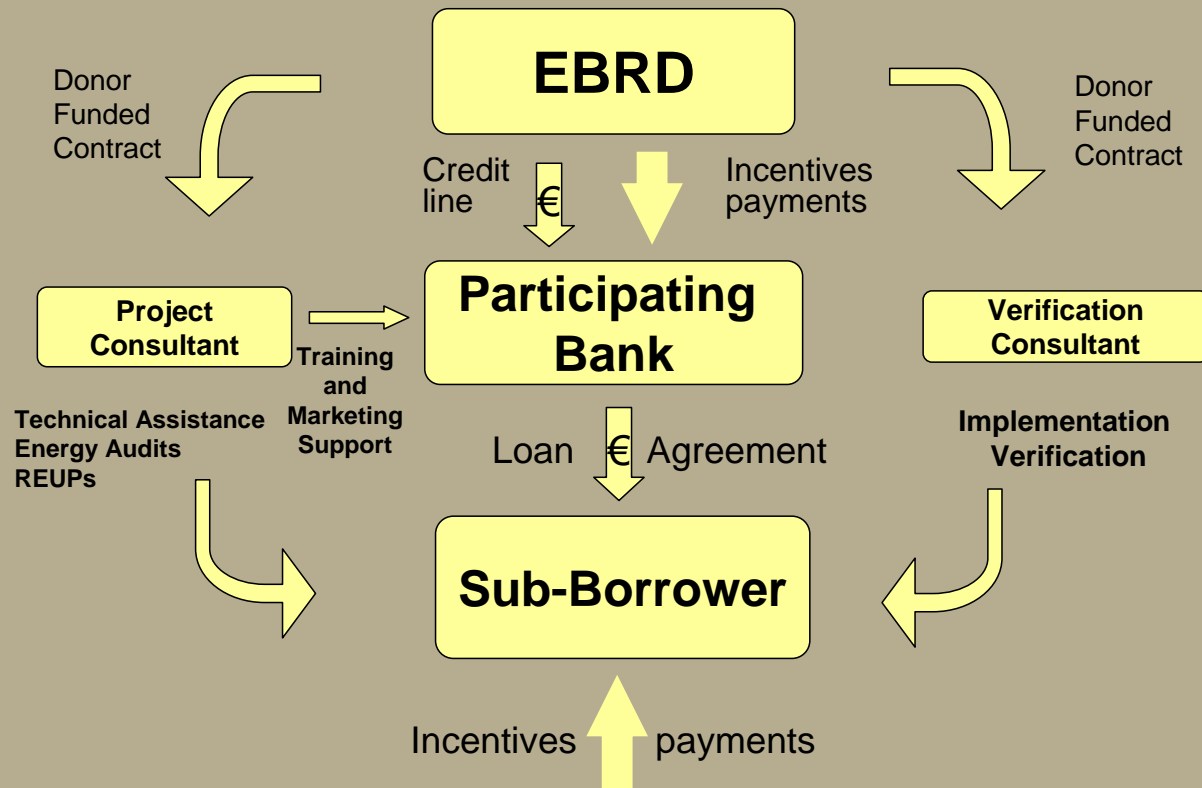 EBRD
Donor
Funded
Contract
Donor
Funded
Contract
Credit
line
€
Incentives
payments
Project
Consultant
Participating
Bank
Verification
Consultant
Training
and
Marketing
Support
Technical Assistance
Energy Audits
REUPs
Loan € Agreement
Implementation
Verification
Sub-Borrower
Incentives payments